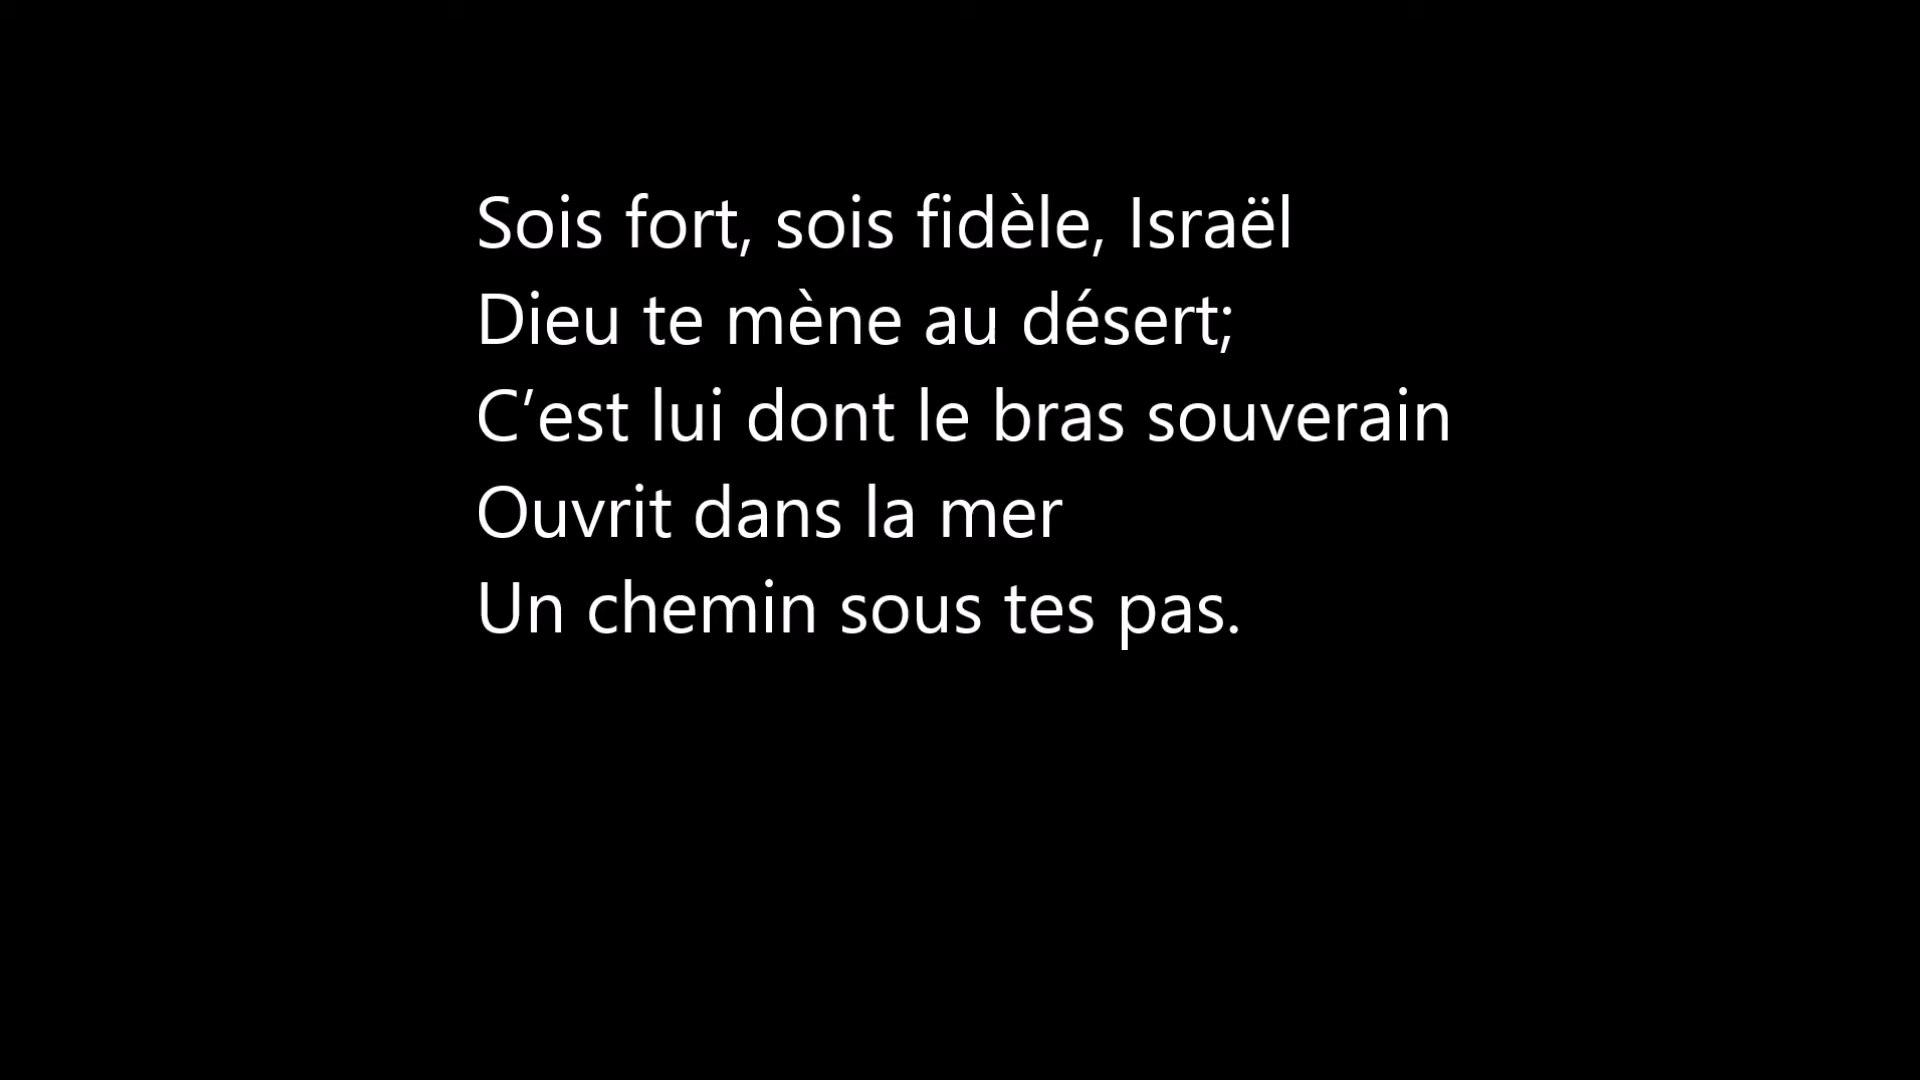 Sois fort, sois fidèle, Israël
Dieu te mène au désert;
C’est lui dont le bras souverain
Ouvrit dans la mer
Un chemin sous tes pas.